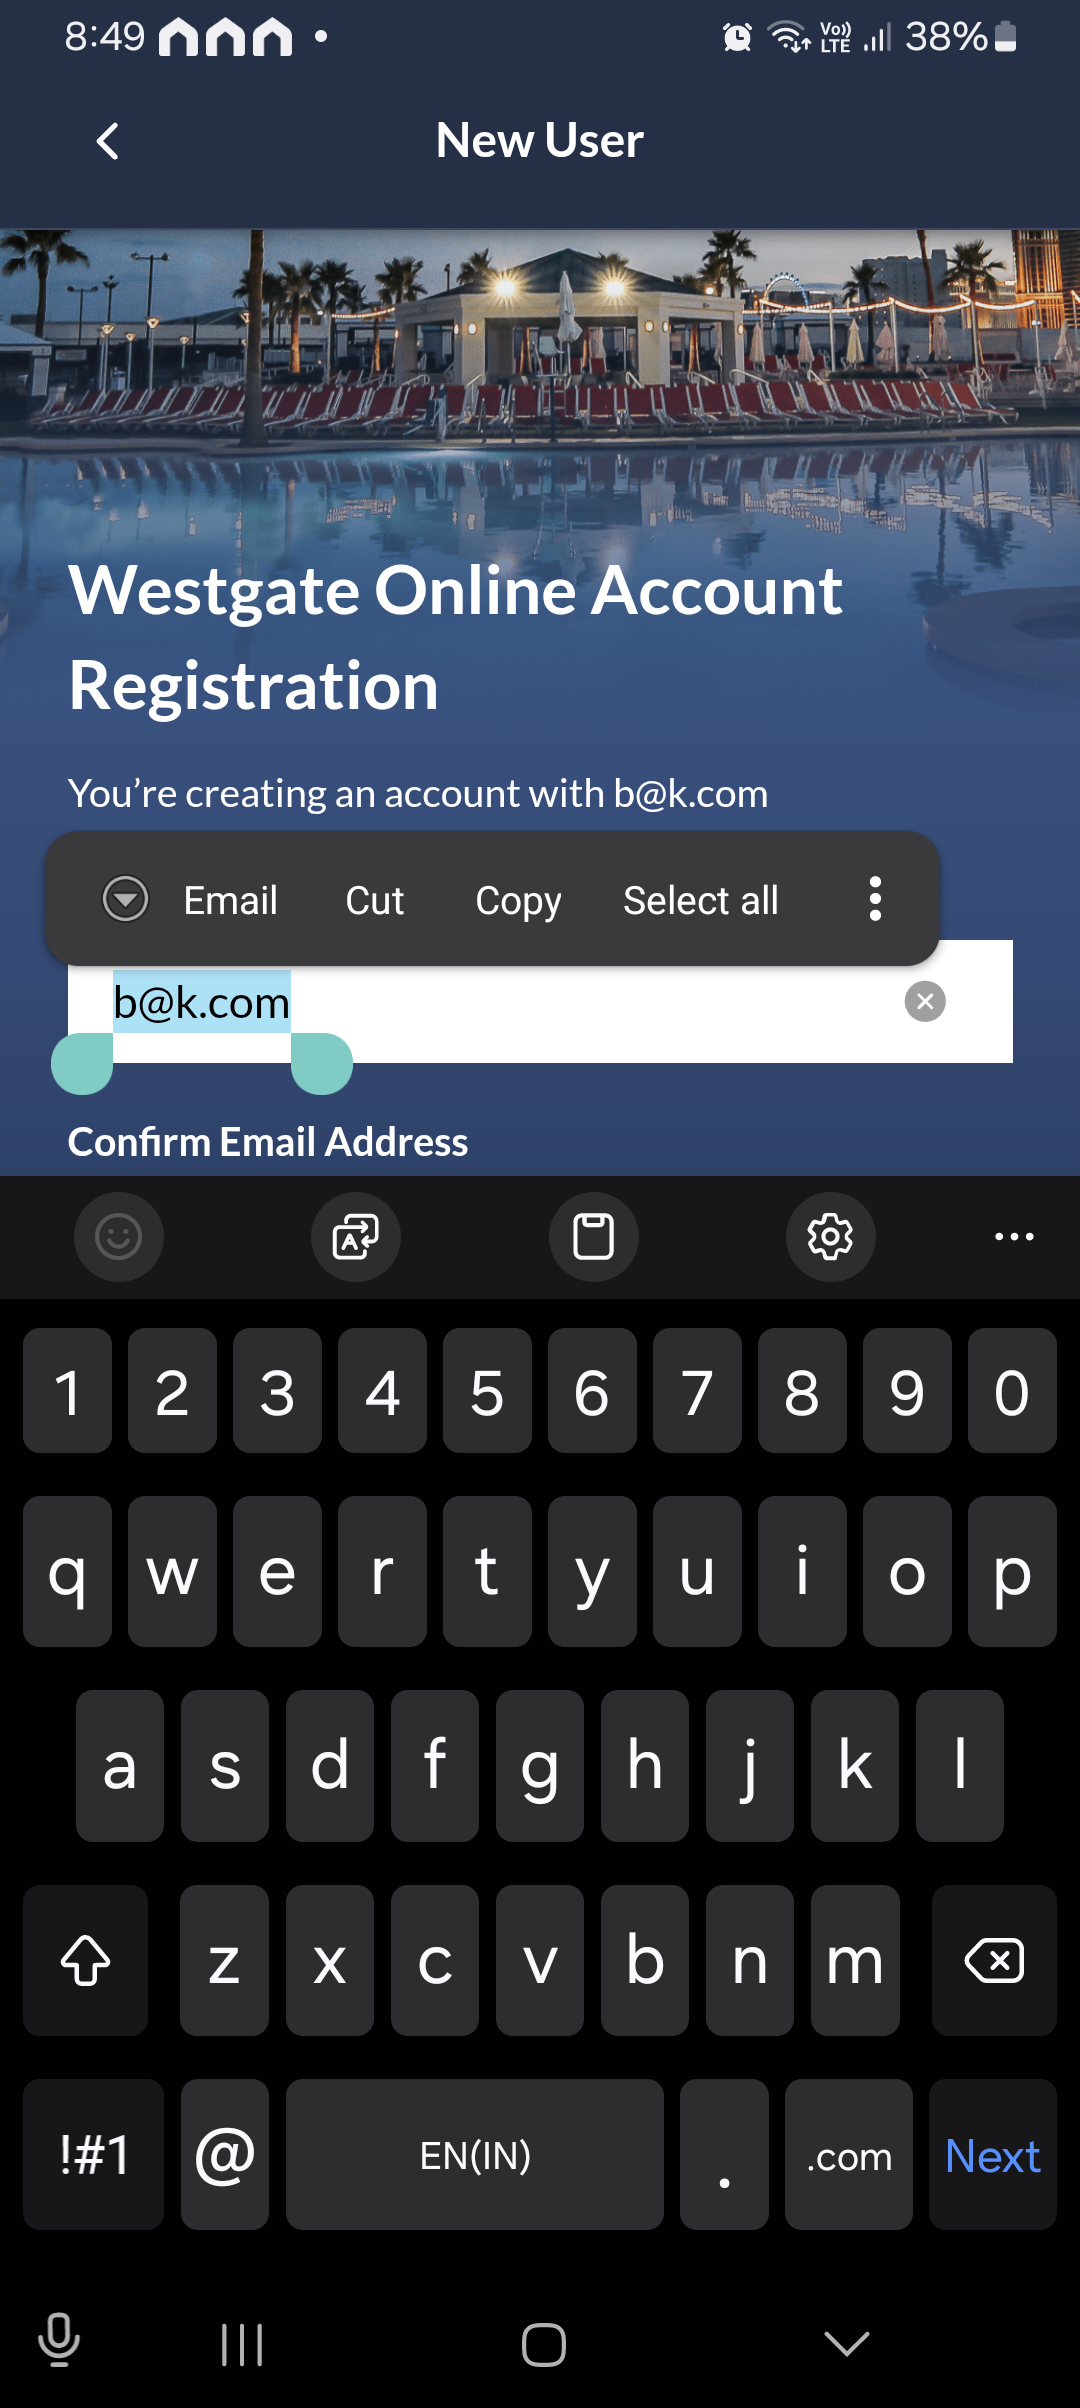 8:49
Vo))
LTE
38%
New User
Westgate Online Account
Registration
You’re creating an account with b@k.com
Email Cut Copy Select all
b@k.com
Confirm Email Address
A
1 2 3 4 5 6 7 8 9 0
q w e r t y u i o p
a s d f g h j k l
z x c v b n m
!#1 @ EN(IN) . .com Next